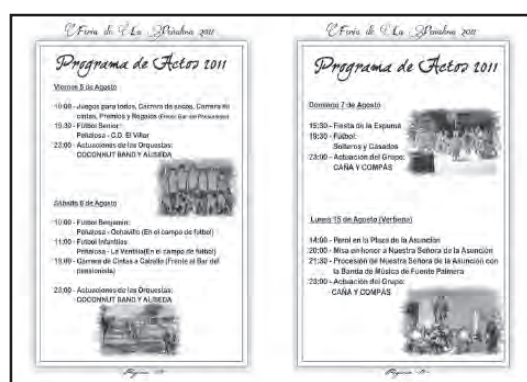 Feria de La Peñalosa 2011
Programa de Actos 2011
Viernes 5 de Agosto
10:00 - Juegos para todos, Carrera de sacos, Carrera de
cintas, Premios y Regalos
19:30 - Fútbol Senior:
Peñalosa - C.D. El Villar
23:00 - Actuaciones de las Orquestas:
COCONNUT BAND Y ALISEDA
Sábado 6 de Agosto
10:00 - Fútbol Benjamín:
Peñalosa - Ochavillo (En el campo de fútbol)
11:00 - Fútbol Infantiles
Peñalosa - La Ventilla(En el campo de fútbol)
19:00 - Carrera de Cintas a Caballo (Frente al Bar del
pensionista)
23:00 - Actuaciones de las Orquestas:
COCONNUT BAND Y ALISEDA
Feria de La Peñalosa 2011
Programa de Actos 2011
Domingo 7 de Agosto
15:30 - Fiesta de la Espuma
19:30 - Fútbol:
Solteros y Casados
23:00 - Actuación del Grupo:
CAÑA Y COMPÁS
Lunes 15 de Agosto (Verbena)
14:00 - Perol en la Plaza de la Asunción
20:00 - Misa en honor a Nuestra Señora de la Asunción
21:30 - Procesión de Nuestra Señora de la Asunción con
la Banda de Música de Fuente Palmera
23:00 - Actuación del Grupo:
CAÑA Y COMPÁS